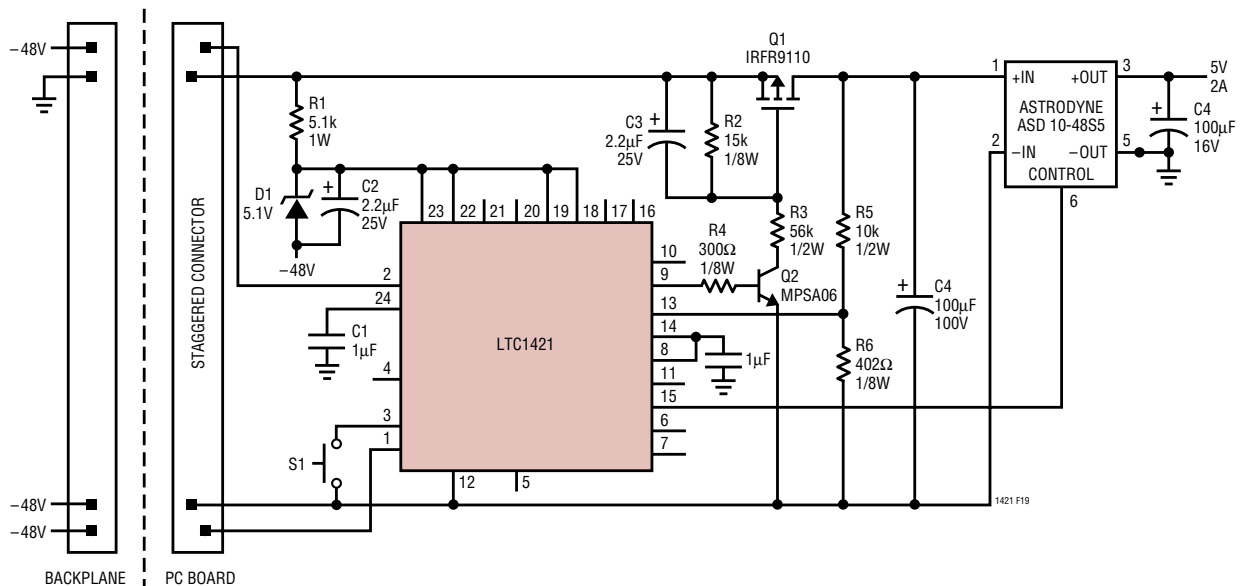 –48V
–48V
–48V
BACKPLANE
STAGGERED CONNECTOR
PC BOARD
R1
5.1k
1W
D1
5.1V
C2
2.2µF
25V
–48V
C1
1µF
S1
LTC1421
23
22
21
20
19
18
17
16
2
24
4
3
1
12
5
10
9
13
14
8
11
15
6
7
1µF
R4
300Ω
1/8W
C3
2.2µF
25V
R2
15k
1/8W
Q1
IRFR9110
R3
56k
1/2W
Q2
MPSA06
R5
10k
1/2W
R6
402Ω
1/8W
C4
100µF
100V
1
+IN
+OUT
3
ASTRODYNE
ASD 10-48S5
2
–IN
–OUT
5
CONTROL
6
5V
2A
C4
100µF
16V
1421 F19